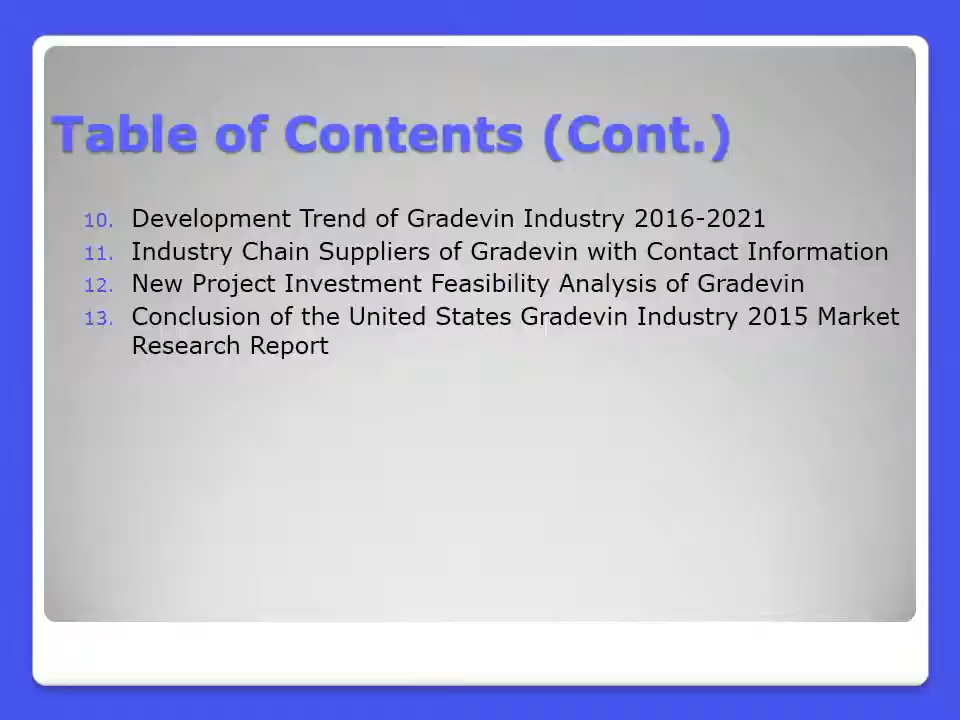 Table of Contents (Cont.)
10. Development Trend of Gradevin Industry 2016-2021
11. Industry Chain Suppliers of Gradevin with Contact Information
12. New Project Investment Feasibility Analysis of Gradevin
13. Conclusion of the United States Gradevin Industry 2015 Market
Research Report